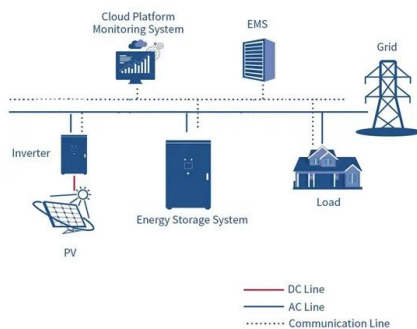 Cloud Platform
Monitoring System
EMS
Grid
Inverter
Energy Storage System
Load
PV
DC Line
AC Line
Communication Line